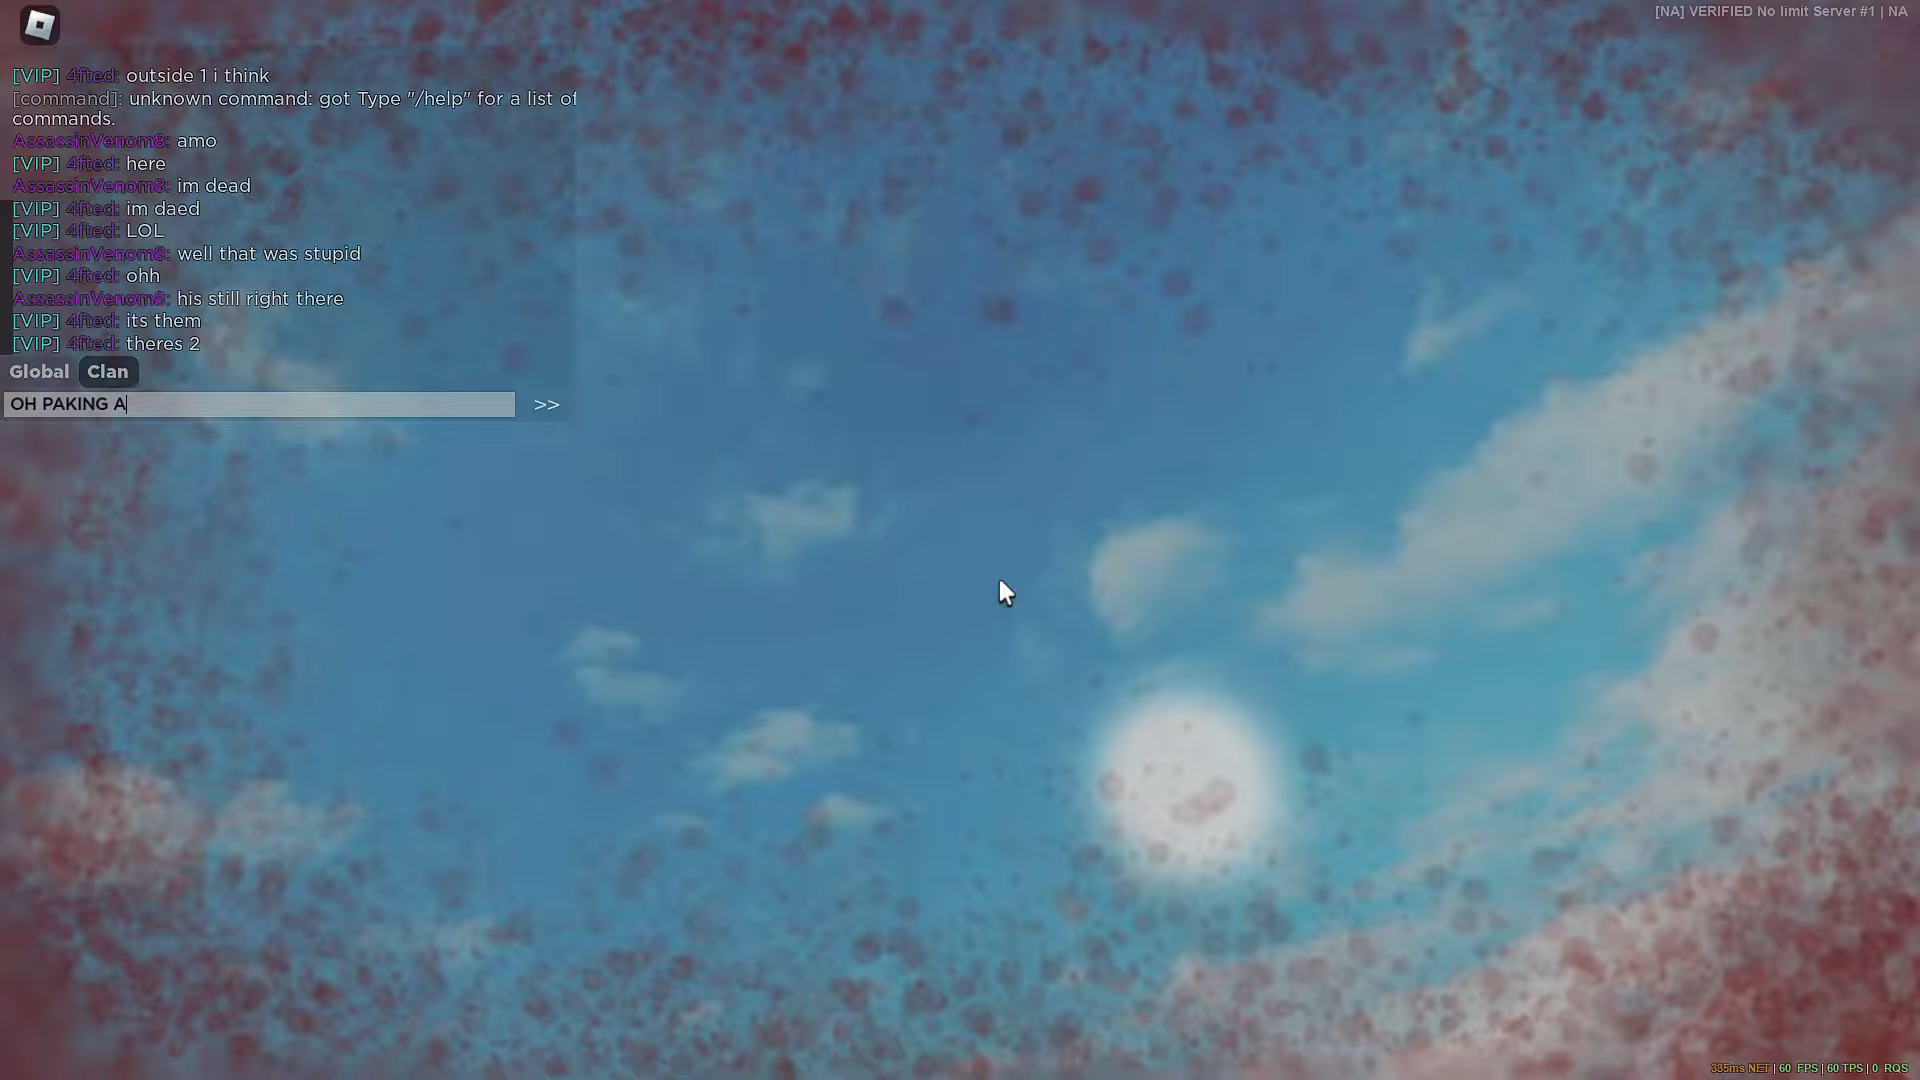 [NA] VERIFIED No limit Server #1 | NA
[VIP] 4fted: outside 1 i think
[command]: unknown command: got Type "/help" for a list of
commands.
AssassinVenom8: amo
[VIP] 4fted: here
AssassinVenom8: im dead
[VIP] 4fted: im daed
[VIP] 4fted: LOL
AssassinVenom8: well that was stupid
[VIP] 4fted: ohh
AssassinVenom8: his still right there
[VIP] 4fted: its them
[VIP] 4fted: theres 2
Global Clan
OH PAKING A >>
335ms NET | 60 FPS | 60 TPS | 0 RQS